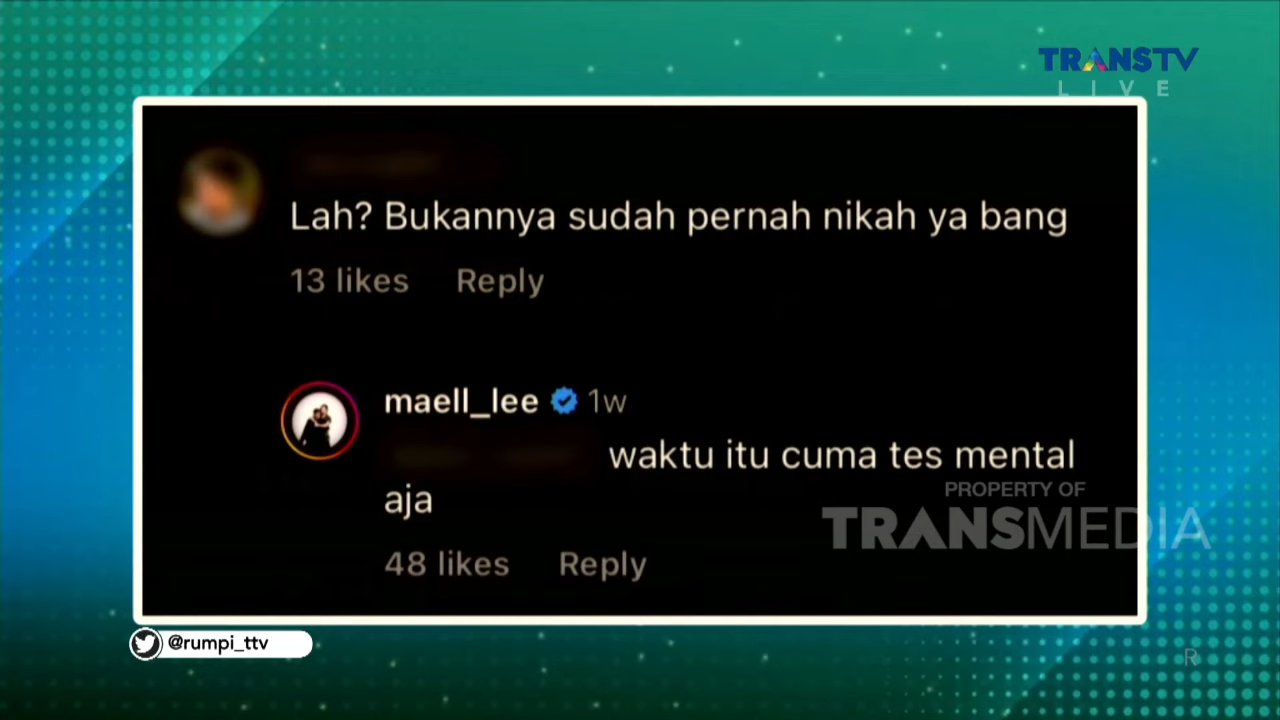 TRANSTV
LIVE
Lah? Bukannya sudah pernah nikah ya bang
13 likes Reply
maell_lee 1w
waktu itu cuma tes mental
aja
PROPERTY OF
TRANSMEDIA
48 likes Reply
@rumpi_ttv
R